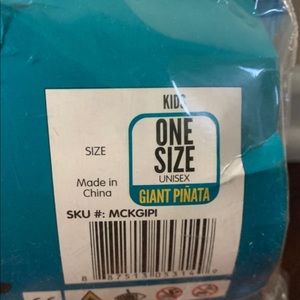 KIDS
ONE
SIZE
UNISEX
GIANT PIÑATA
SIZE
Made in
China
SKU #: MCKGIPI